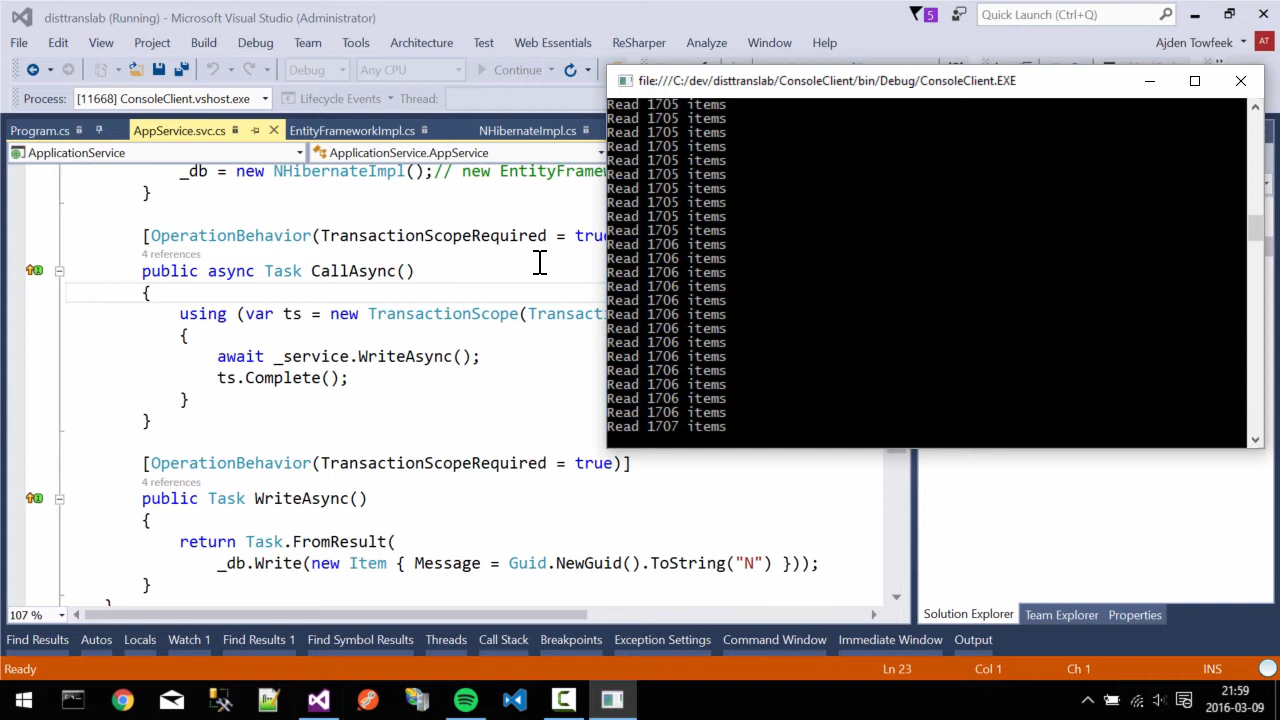 disttranslab (Running) - Microsoft Visual Studio (Administrator)
5
Quick Launch (Ctrl+Q)
File Edit View Project Build Debug Team Tools Architecture Test Web Essentials ReSharper Analyze Window Help
Ajden Towfeek AT
Debug Any CPU Continue
Process: [11668] ConsoleClient.vshost.exe Lifecycle Events Thread:
Program.cs AppService.svc.cs EntityFrameworkImpl.cs NHibernateImpl.cs
ApplicationService ApplicationService.AppService
_db = new NHibernateImpl();// new EntityFramew
}
[OperationBehavior(TransactionScopeRequired = true
4 references
public async Task CallAsync()
{
using (var ts = new TransactionScope(Transacti
{
await _service.WriteAsync();
ts.Complete();
}
}
[OperationBehavior(TransactionScopeRequired = true)]
4 references
public Task WriteAsync()
{
return Task.FromResult(
_db.Write(new Item { Message = Guid.NewGuid().ToString("N") }));
}
107 %
file:///C:/dev/disttranslab/ConsoleClient/bin/Debug/ConsoleClient.EXE
Read 1705 items
Read 1705 items
Read 1705 items
Read 1705 items
Read 1705 items
Read 1705 items
Read 1705 items
Read 1705 items
Read 1705 items
Read 1705 items
Read 1706 items
Read 1706 items
Read 1706 items
Read 1706 items
Read 1706 items
Read 1706 items
Read 1706 items
Read 1706 items
Read 1706 items
Read 1706 items
Read 1706 items
Read 1706 items
Read 1706 items
Read 1707 items
Solution Explorer Team Explorer Properties
Find Results Autos Locals Watch 1 Find Results 1 Find Symbol Results Threads Call Stack Breakpoints Exception Settings Command Window Immediate Window Output
Ready Ln 23 Col 1 Ch 1 INS
21:59
2016-03-09